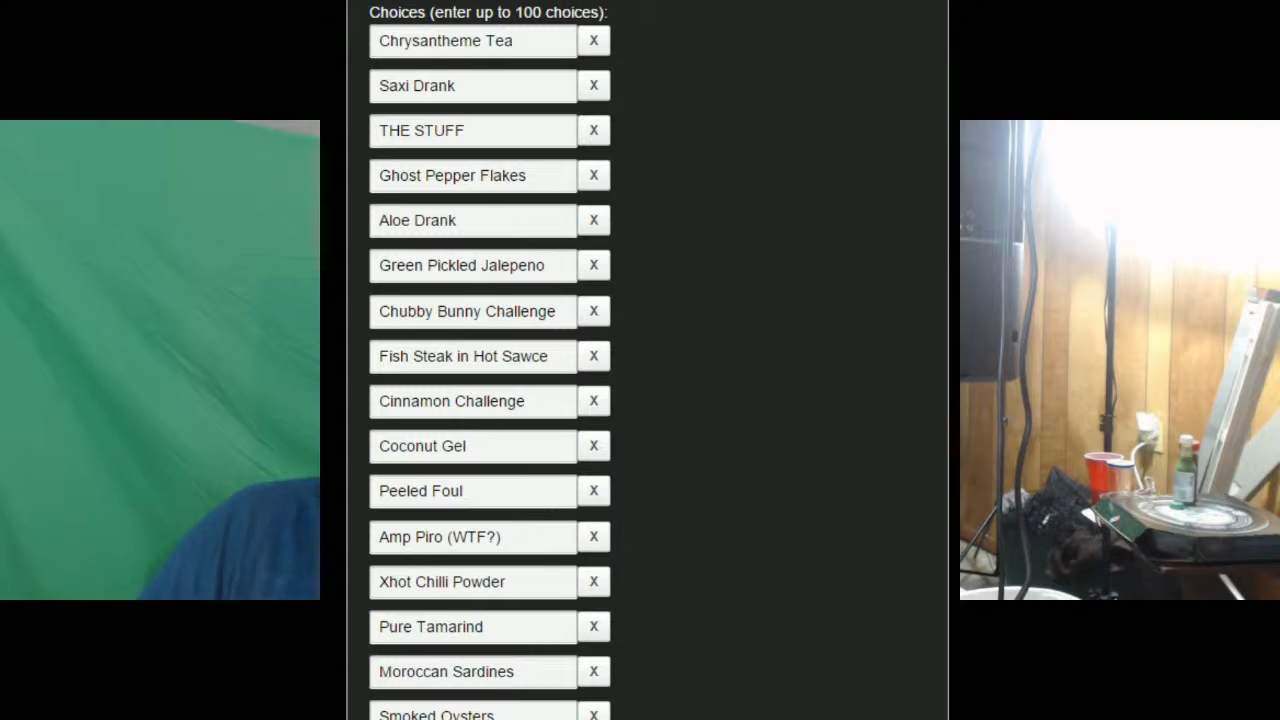 Choices (enter up to 100 choices):
Chrysantheme Tea X
Saxi Drank X
THE STUFF X
Ghost Pepper Flakes X
Aloe Drank X
Green Pickled Jalepeno X
Chubby Bunny Challenge X
Fish Steak in Hot Sawce X
Cinnamon Challenge X
Coconut Gel X
Peeled Foul X
Amp Piro (WTF?) X
Xhot Chilli Powder X
Pure Tamarind X
Moroccan Sardines X
Smoked Oysters X